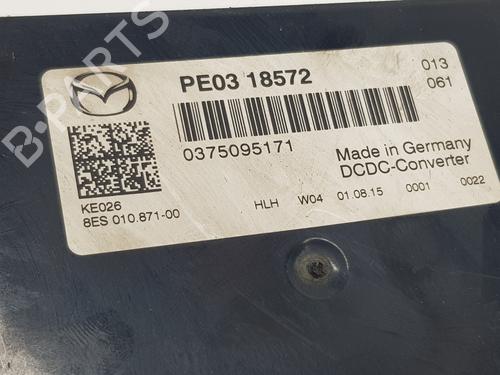 PE03 18572
013
061
0375095171
Made in Germany
DCDC-Converter
KE026
8ES 010.871-00
HLH W04 01.08.15 0001 0022
B-PARTS